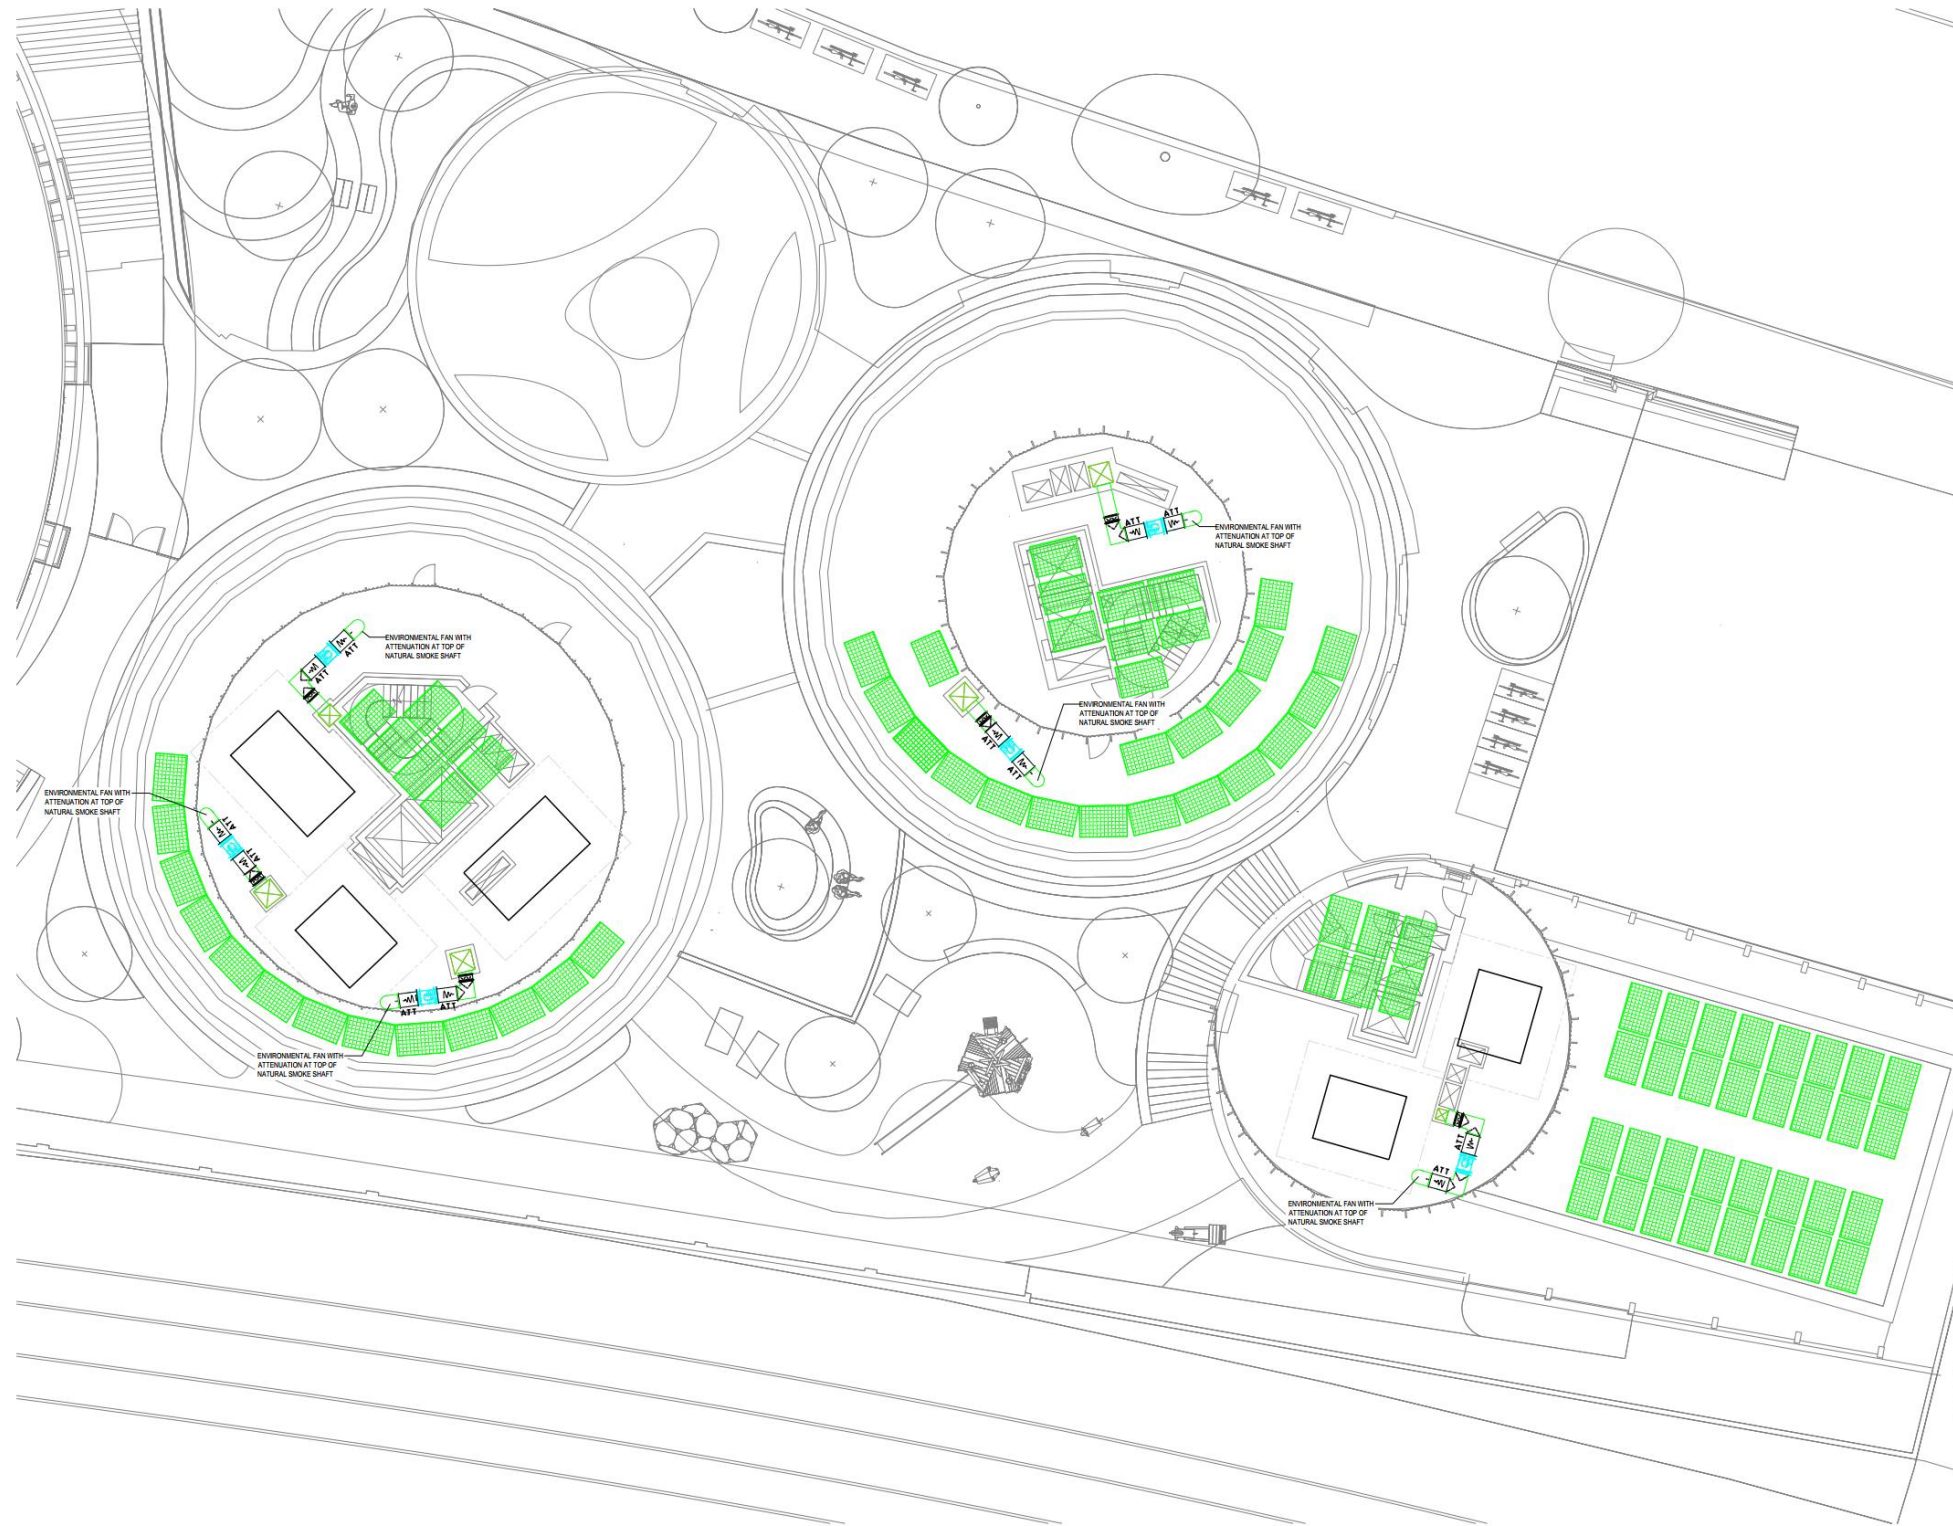 ATT
ATT
ENVIRONMENTAL FAN WITH
ATTENUATION AT TOP OF
NATURAL SMOKE SHAFT
ENVIRONMENTAL FAN WITH
ATTENUATION AT TOP OF
NATURAL SMOKE SHAFT
ATT
ATT
ENVIRONMENTAL FAN WITH
ATTENUATION AT TOP OF
NATURAL SMOKE SHAFT
ATT
ATT
ENVIRONMENTAL FAN WITH
ATTENUATION AT TOP OF
NATURAL SMOKE SHAFT
ATT
ATT
ATT
ATT
ENVIRONMENTAL FAN WITH
ATTENUATION AT TOP OF
NATURAL SMOKE SHAFT
ATT
ATT
ENVIRONMENTAL FAN WITH
ATTENUATION AT TOP OF
NATURAL SMOKE SHAFT